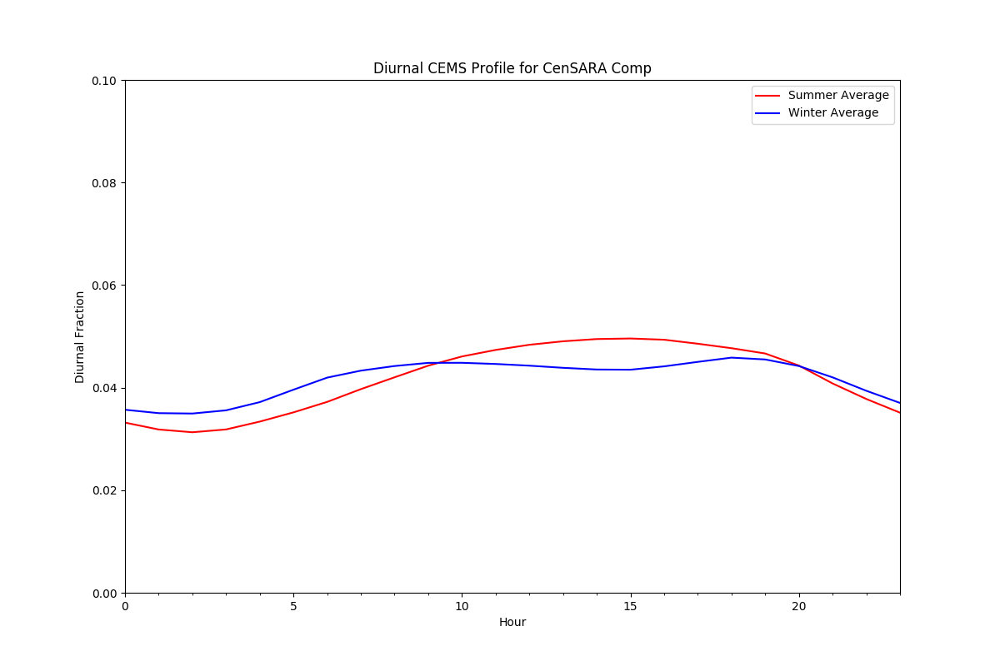 Diurnal CEMS Profile for CenSARA Comp
Summer Average
Winter Average
0.10
0.08
0.06
0.04
0.02
0.00
Diurnal Fraction
0 5 10 15 20
Hour